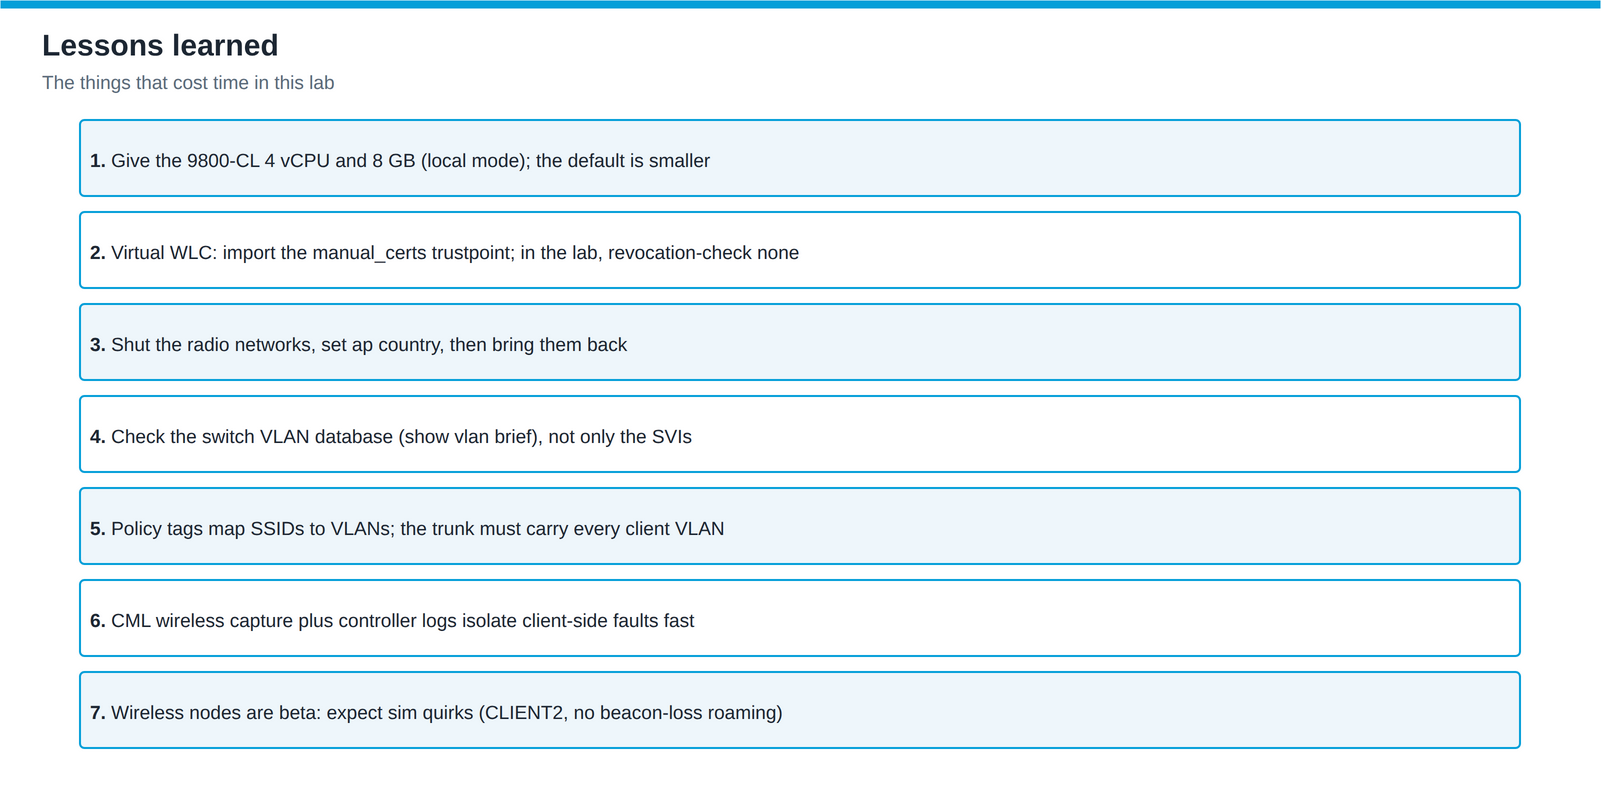 Lessons learned
The things that cost time in this lab
1. Give the 9800-CL 4 vCPU and 8 GB (local mode); the default is smaller
2. Virtual WLC: import the manual_certs trustpoint; in the lab, revocation-check none
3. Shut the radio networks, set ap country, then bring them back
4. Check the switch VLAN database (show vlan brief), not only the SVIs
5. Policy tags map SSIDs to VLANs; the trunk must carry every client VLAN
6. CML wireless capture plus controller logs isolate client-side faults fast
7. Wireless nodes are beta: expect sim quirks (CLIENT2, no beacon-loss roaming)